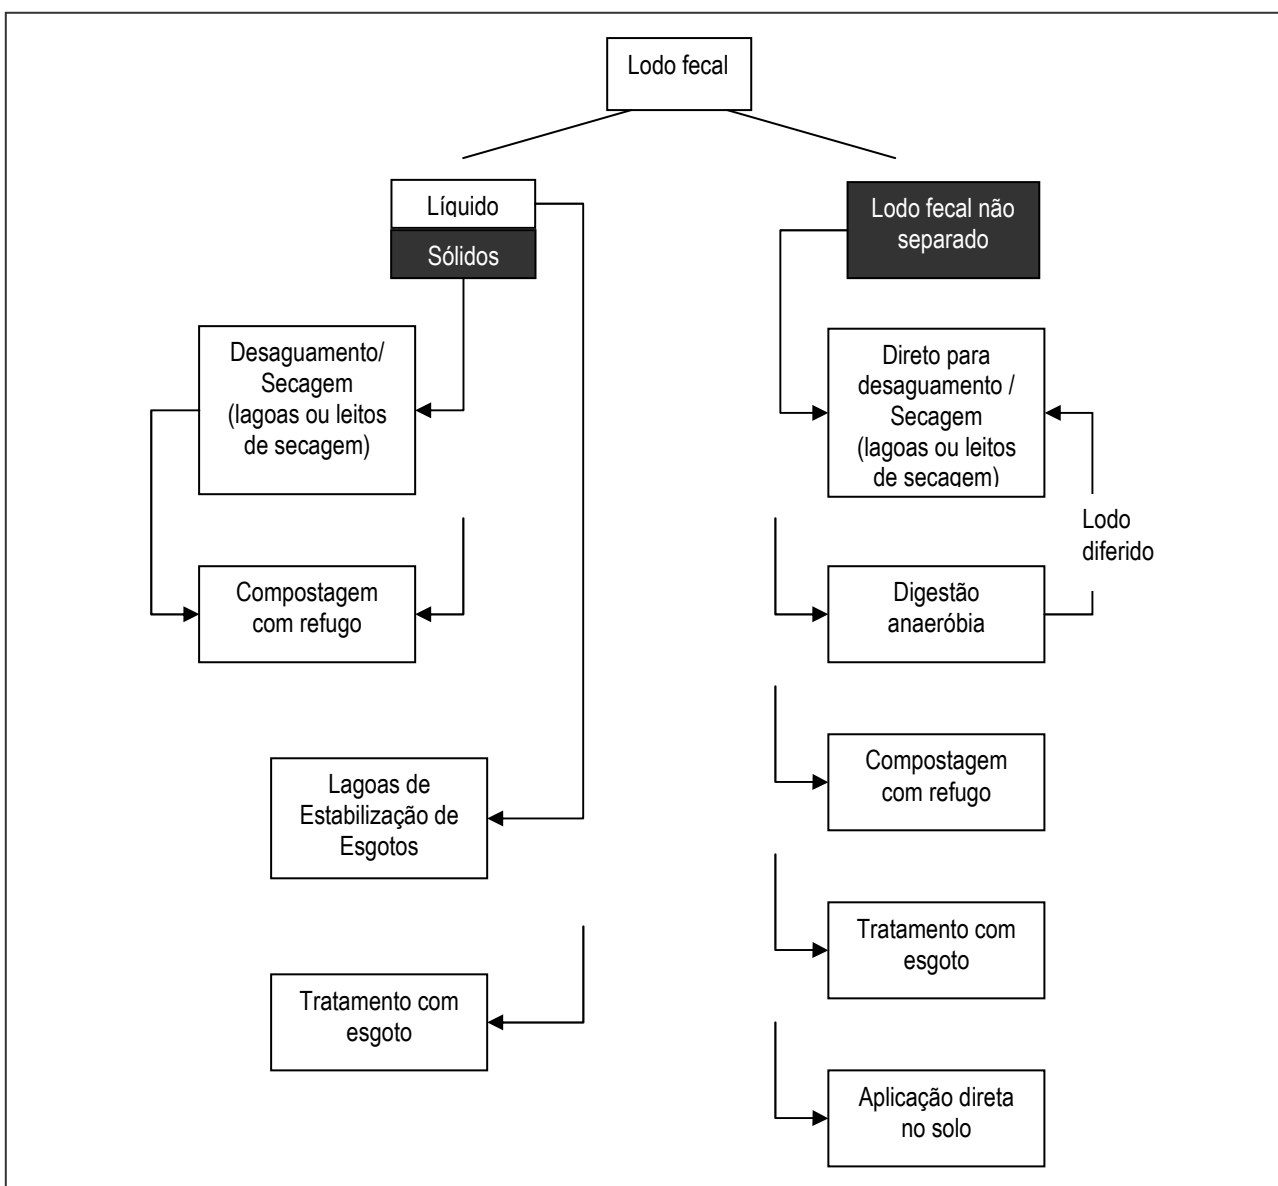 Lodo fecal
Líquido
Sólidos
Lodo fecal não
separado
Desaguamento/
Secagem
(lagoas ou leitos
de secagem)
Direto para
desaguamento /
Secagem
(lagoas ou leitos
de secagem)
Lodo
diferido
Compostagem
com refugo
Digestão
anaeróbia
Lagoas de
Estabilização de
Esgotos
Compostagem
com refugo
Tratamento com
esgoto
Tratamento com
esgoto
Aplicação direta
no solo